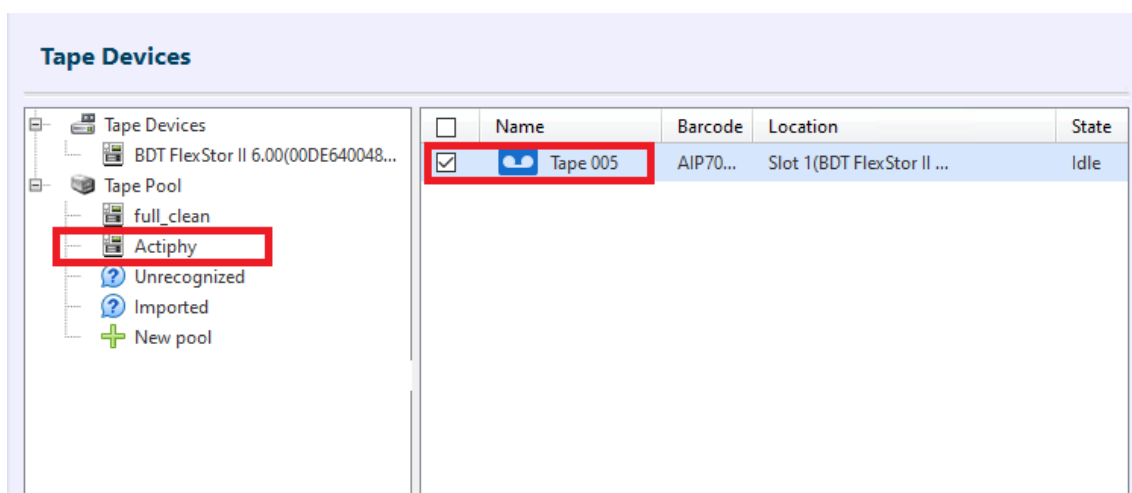 Tape Devices
Tape Devices
BDT FlexStor II 6.00(00DE640048...
Tape Pool
full_clean
Actiphy
Unrecognized
Imported
New pool
Name Barcode Location State
Tape 005 AIP70... Slot 1(BDT FlexStor II ... Idle